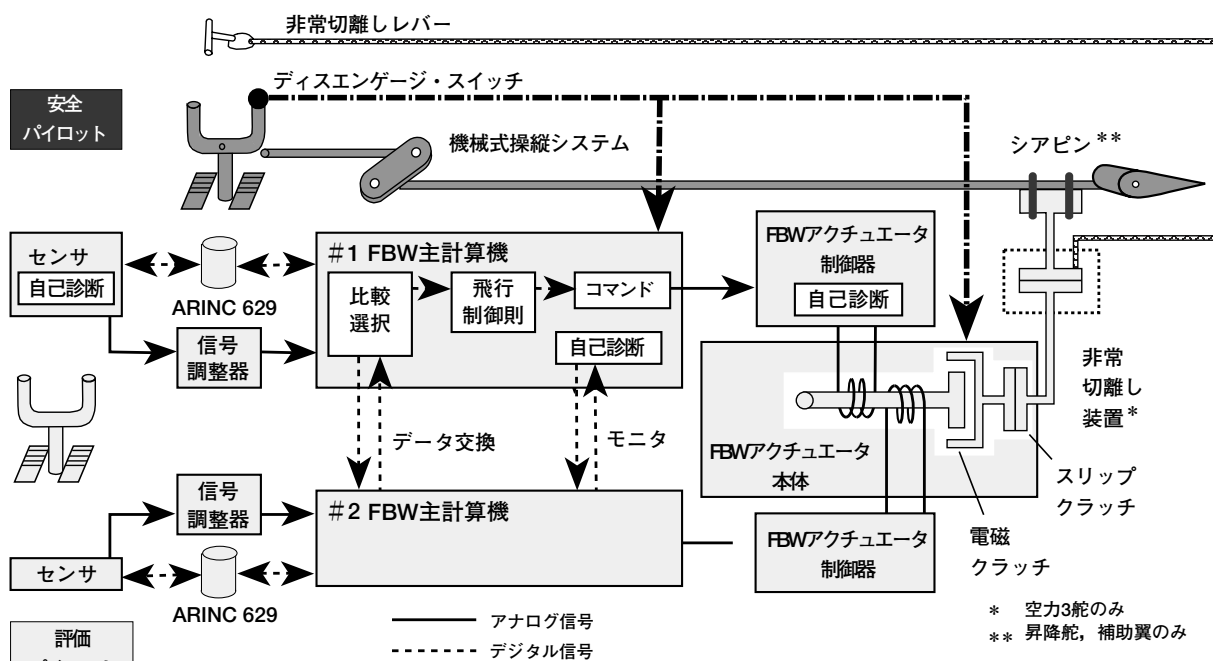 非常切離しレバー
ディスエンゲージ・スイッチ
安全
パイロット
機械式操縦システム
シアピン**
センサ
自己診断
ARINC 629
信号
調整器
#1 FBW主計算機
比較
選択
飛行
制御則
コマンド
自己診断
FBWアクチュエータ
制御器
自己診断
非常
切離し
装置*
データ交換
モニタ
FBWアクチュエータ
本体
スリップ
クラッチ
電磁
クラッチ
信号
調整器
#2 FBW主計算機
FBWアクチュエータ
制御器
センサ
ARINC 629
評価
アナログ信号
デジタル信号
* 空力3舵のみ
** 昇降舵，補助翼のみ